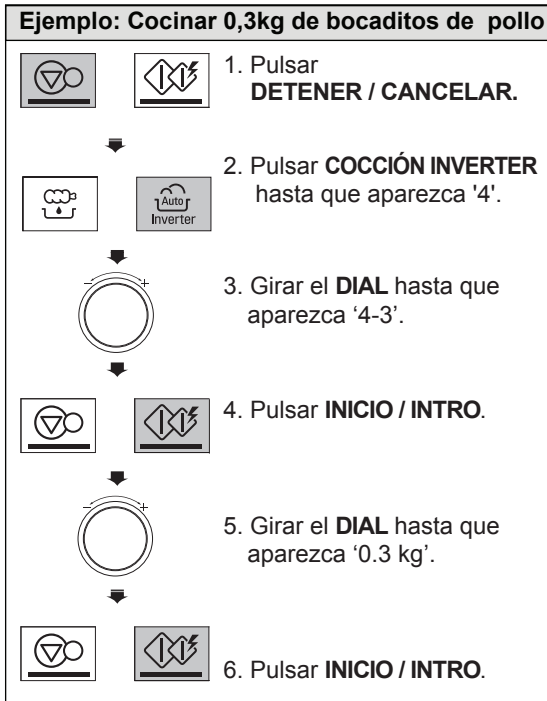 Ejemplo: Cocinar 0,3kg de bocaditos de pollo
1. Pulsar
DETENER / CANCELAR.
2. Pulsar COCCIÓN INVERTER
hasta que aparezca '4'.
Auto
Inverter
3. Girar el DIAL hasta que
aparezca ‘4-3’.
4. Pulsar INICIO / INTRO.
5. Girar el DIAL hasta que
aparezca ‘0.3 kg’.
6. Pulsar INICIO / INTRO.